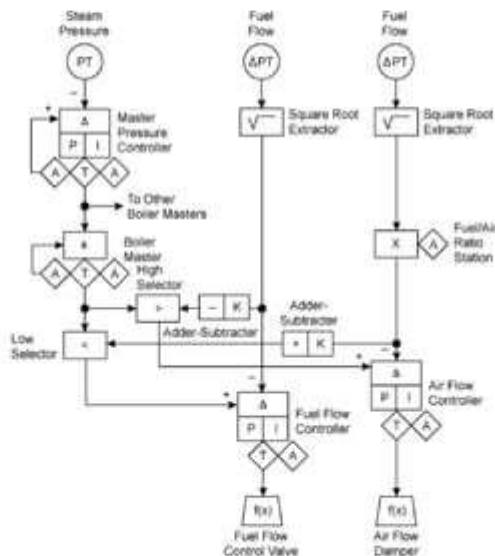 Steam
Pressure
Fuel
Flow
Fuel
Flow
PT
ΔPT
ΔPT
−
+
Δ
P I
A T A
Master
Pressure
Controller
√
Square Root
Extractor
√
Square Root
Extractor
To Other
Boiler Masters
Boiler
Master
A T A
X
A
Fuel/Air
Ratio
Station
High
Selector
>
− K
Adder-Subtracter
Adder-
Subtracter
+ K
Low
Selector
<
−
+
Δ
P I
T A
Air Flow
Controller
−
+
Δ
P I
T A
Fuel Flow
Controller
f(x)
f(x)
Fuel Flow
Control Valve
Air Flow
Damper